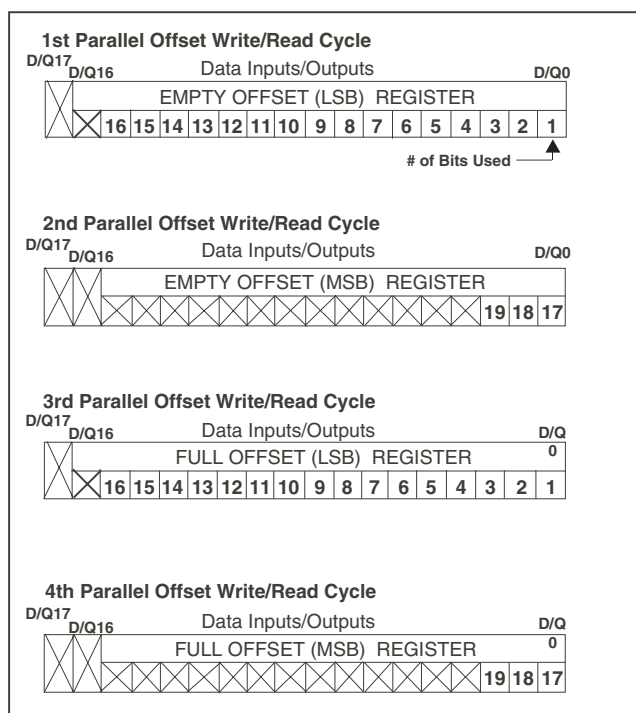 1st Parallel Offset Write/Read Cycle
D/Q17 D/Q16 Data Inputs/Outputs D/Q0
EMPTY OFFSET (LSB) REGISTER
16 15 14 13 12 11 10 9 8 7 6 5 4 3 2 1
# of Bits Used
2nd Parallel Offset Write/Read Cycle
D/Q17 D/Q16 Data Inputs/Outputs D/Q0
EMPTY OFFSET (MSB) REGISTER
19 18 17
3rd Parallel Offset Write/Read Cycle
D/Q17 D/Q16 Data Inputs/Outputs D/Q
0
FULL OFFSET (LSB) REGISTER
16 15 14 13 12 11 10 9 8 7 6 5 4 3 2 1
4th Parallel Offset Write/Read Cycle
D/Q17 D/Q16 Data Inputs/Outputs D/Q
0
FULL OFFSET (MSB) REGISTER
19 18 17